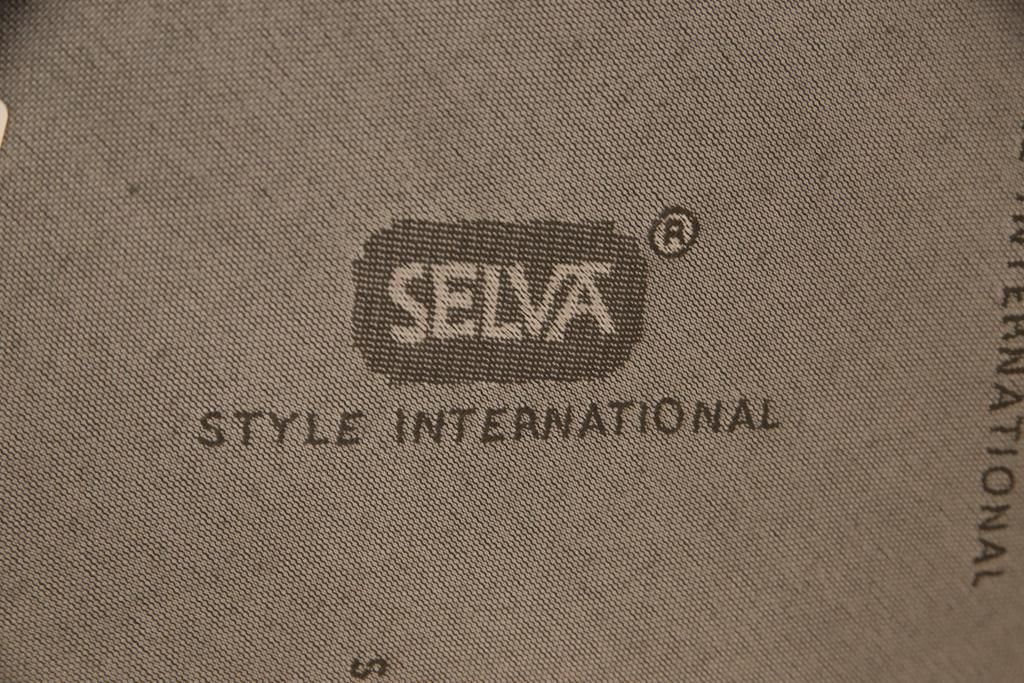 SELVA ®
STYLE INTERNATIONAL
INTERNATIONAL
S